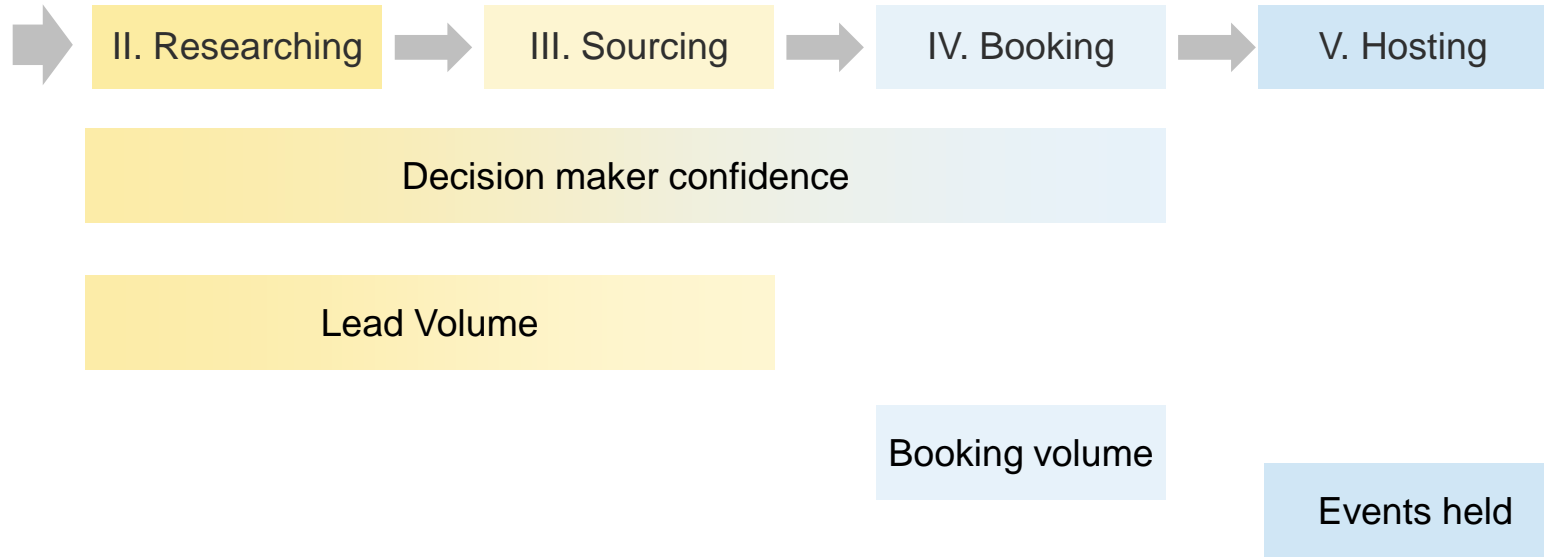 II. Researching
III. Sourcing
IV. Booking
V. Hosting
Decision maker confidence
Lead Volume
Booking volume
Events held